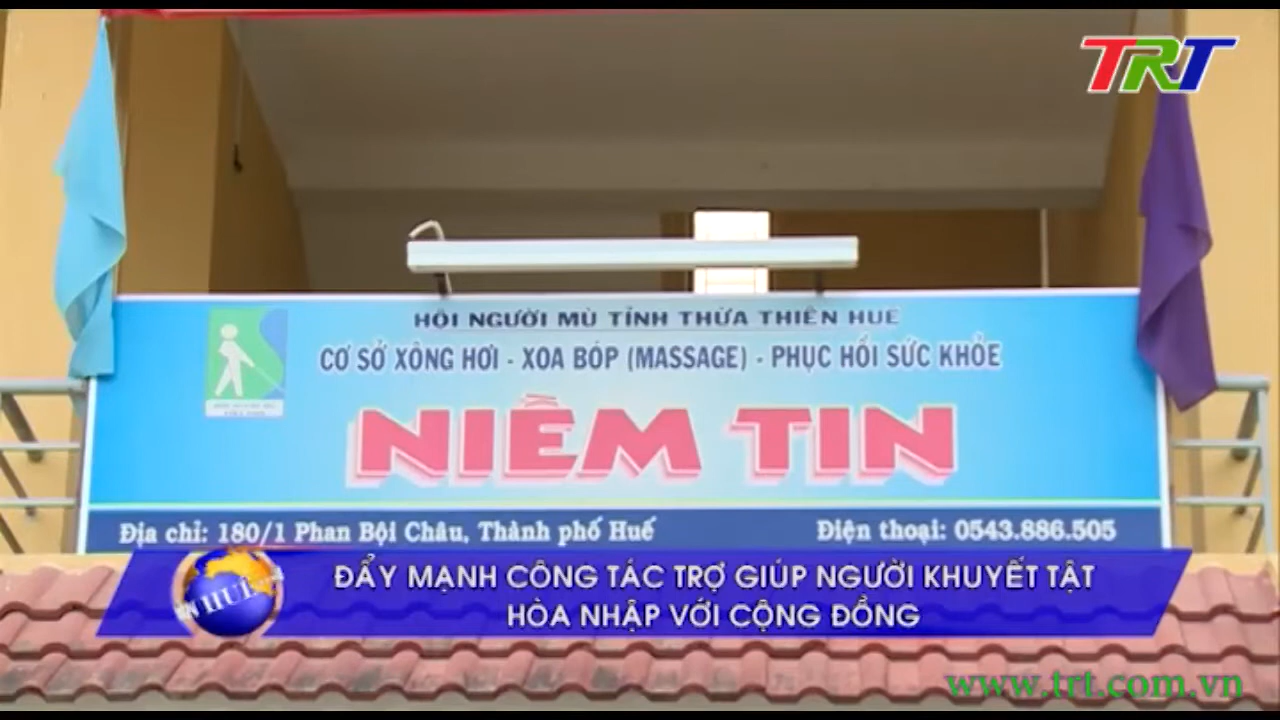 TRT
HỘI NGƯỜI MÙ TỈNH THỪA THIÊN HUẾ
CƠ SỞ XÔNG HƠI - XOA BÓP (MASSAGE) - PHỤC HỒI SỨC KHỎE
NIỀM TIN
Địa chỉ: 180/1 Phan Bội Châu, Thành phố Huế
Điện thoại: 0543.886.505
ĐẨY MẠNH CÔNG TÁC TRỢ GIÚP NGƯỜI KHUYẾT TẬT
HÒA NHẬP VỚI CỘNG ĐỒNG
www.trt.com.vn